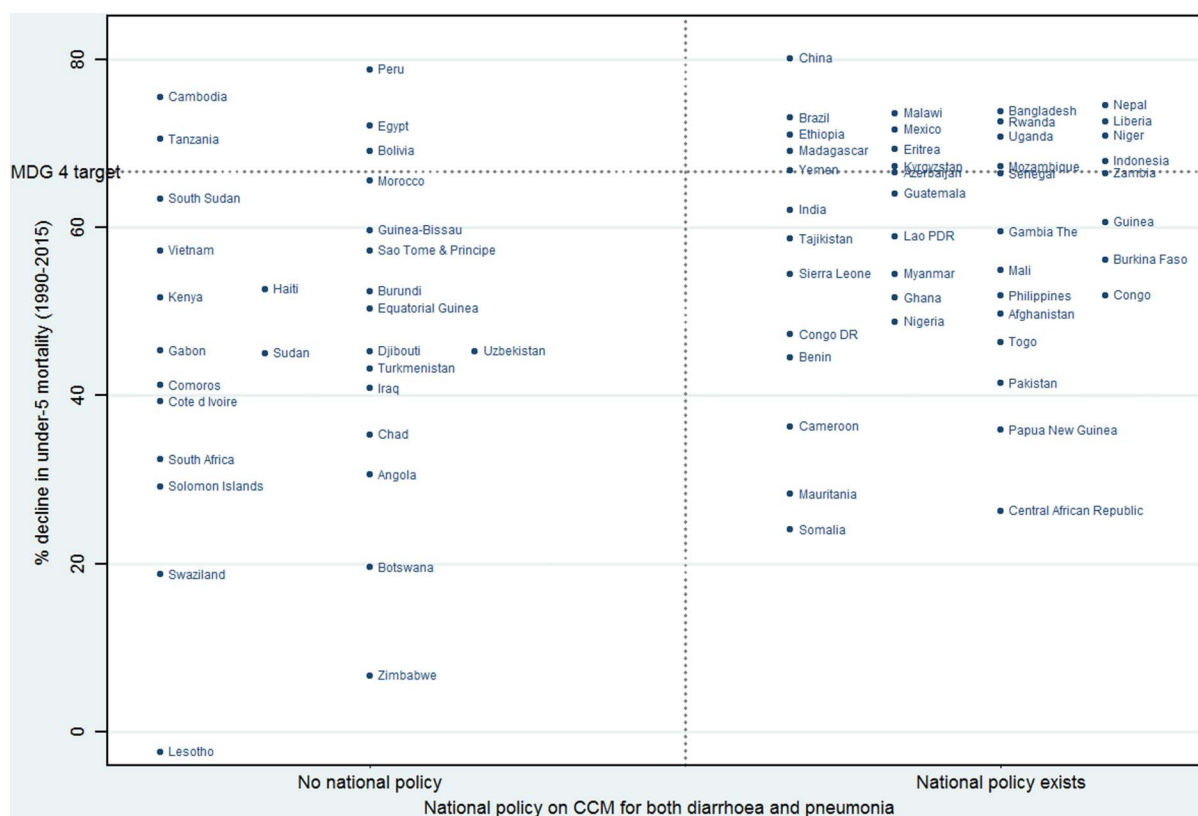 80
China
Peru
Cambodia
Nepal
Bangladesh
Malawi
Brazil
Rwanda
Liberia
Egypt
Mexico
Ethiopia
Uganda
Niger
Tanzania
Bolivia
Madagascar
Eritrea
Indonesia
Kyrgyzstan
Mozambique
MDG 4 target
Yemen
Azerbaijan
Senegal
Zambia
Morocco
Guatemala
South Sudan
India
60
Guinea
Guinea-Bissau
Gambia The
Tajikistan
Lao PDR
Vietnam
Sao Tome & Principe
Burkina Faso
Sierra Leone
Myanmar
Mali
Haiti
Burundi
Kenya
Ghana
Philippines
Congo
Equatorial Guinea
Afghanistan
Nigeria
Congo DR
Togo
Gabon
Sudan
Djibouti
Uzbekistan
Benin
Turkmenistan
Comoros
Iraq
Pakistan
40
Cote d Ivoire
Cameroon
Papua New Guinea
Chad
South Africa
Angola
Solomon Islands
Mauritania
Central African Republic
Somalia
20
Swaziland
Botswana
Zimbabwe
0
Lesotho
% decline in under-5 mortality (1990-2015)
No national policy
National policy exists
National policy on CCM for both diarrhoea and pneumonia